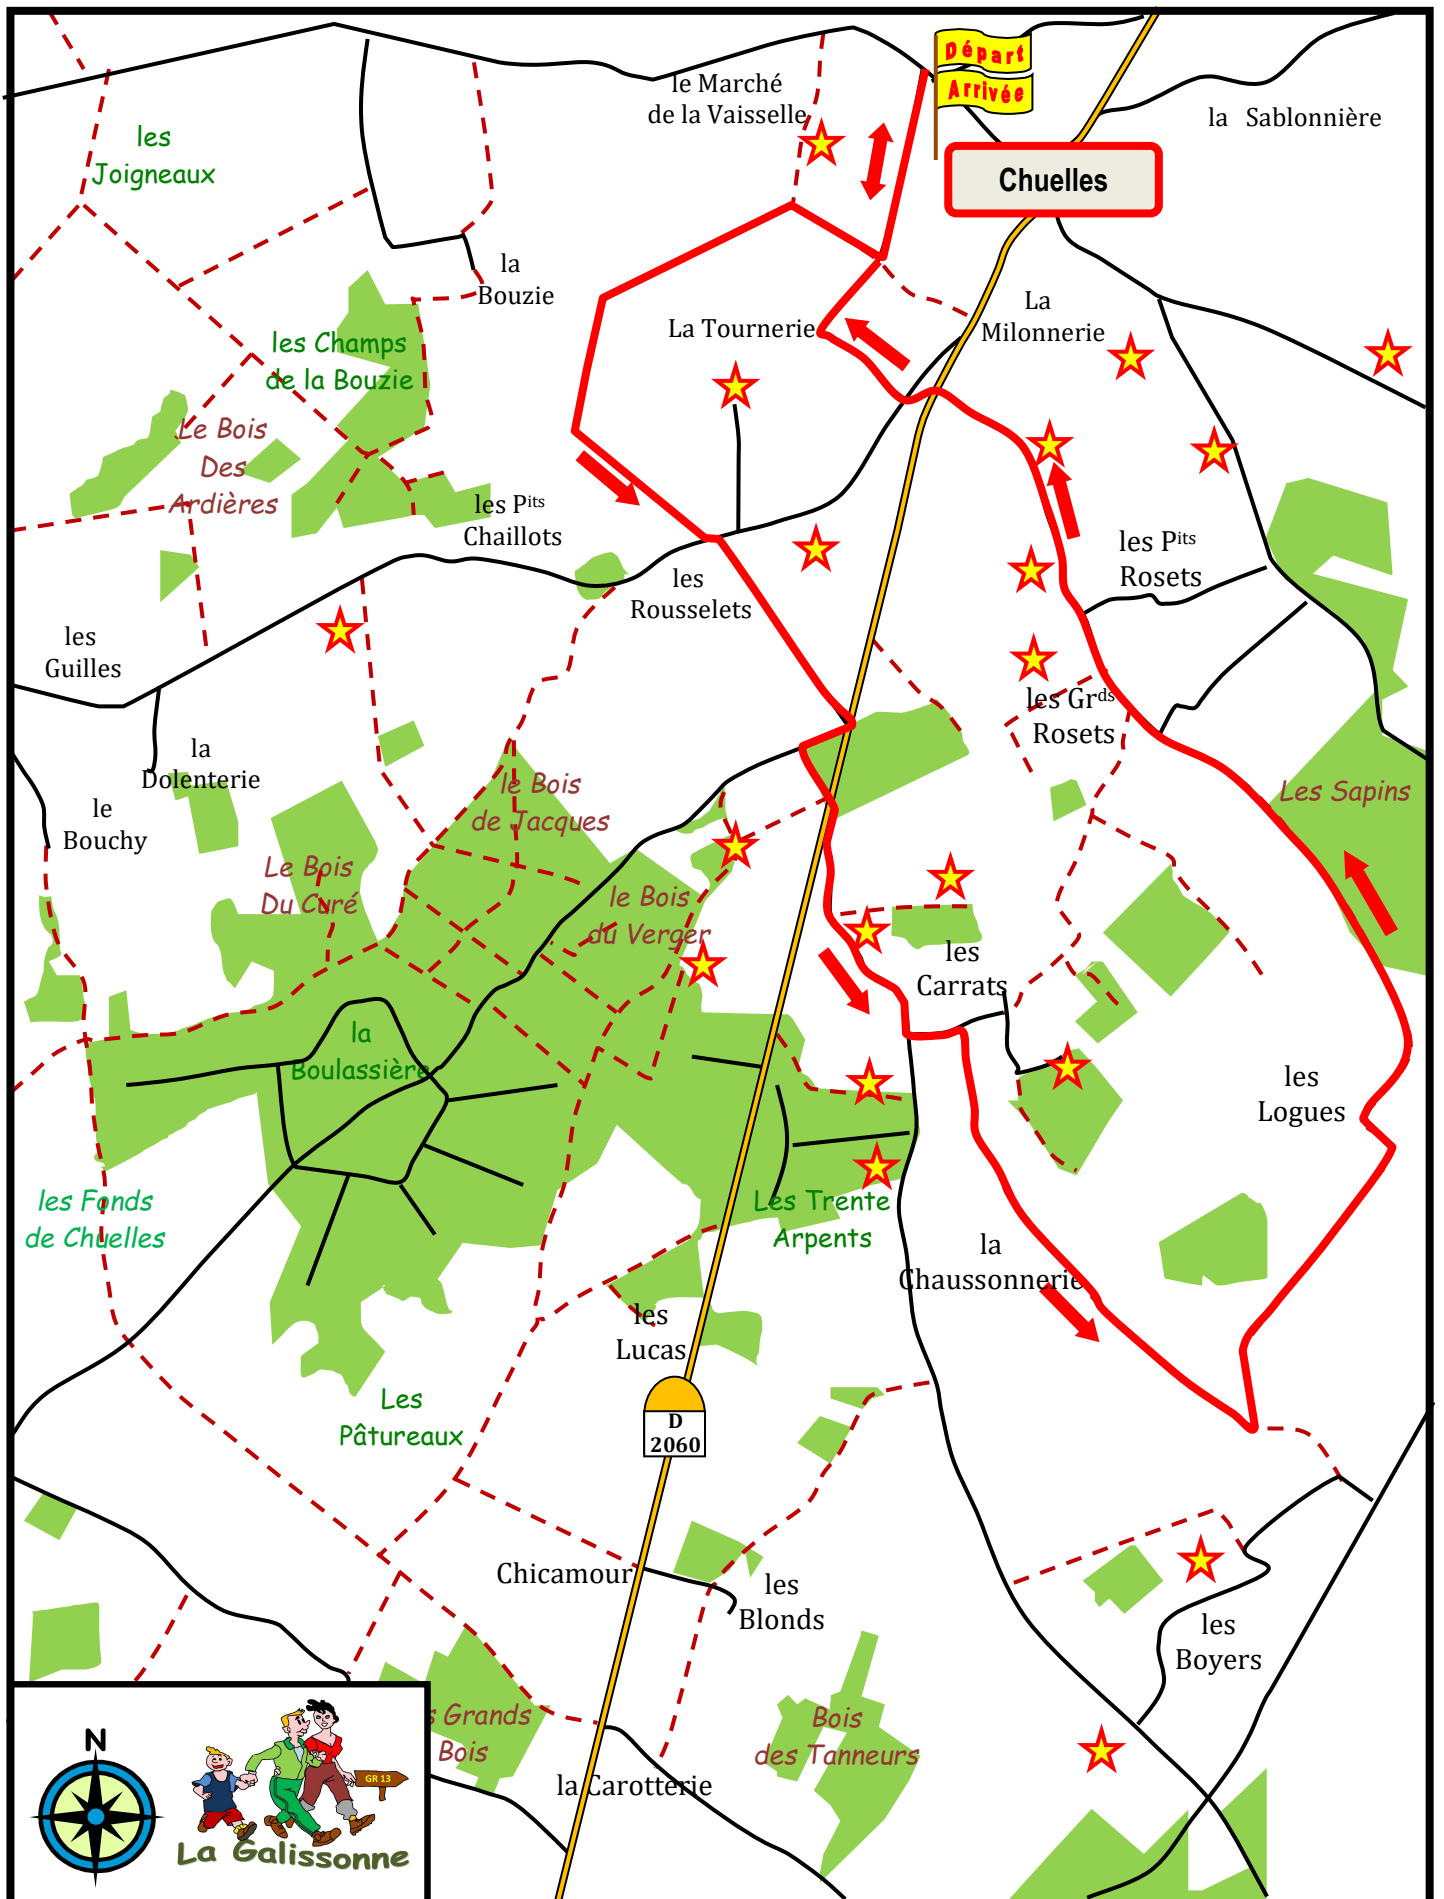 Départ
Arrivée
le Marché
de la Vaisselle
la Sablonnière
les
Joigneaux
Chuelles
la
Bouzie
La
Milonnerie
La Tournerie
les Champs
de la Bouzie
Le Bois
Des
Ardières
les Pits
Chaillots
les Pits
Rosets
les
Rousselets
les
Guilles
les Grds
Rosets
la
Dolenterie
le
Bouchy
le Bois
de Jacques
Les Sapins
Le Bois
Du Curé
le Bois
du Verger
les
Carrats
la
Boulassière
les
Logues
les Fonds
de Chuelles
Les Trente
Arpents
la
Chaussonnerie
les
Lucas
Les
Pâtureaux
D
2060
Chicamour
les
Blonds
les
Boyers
s Grands
Bois
Bois
des Tanneurs
la Carotterie
N
GR 13
La Galissonne